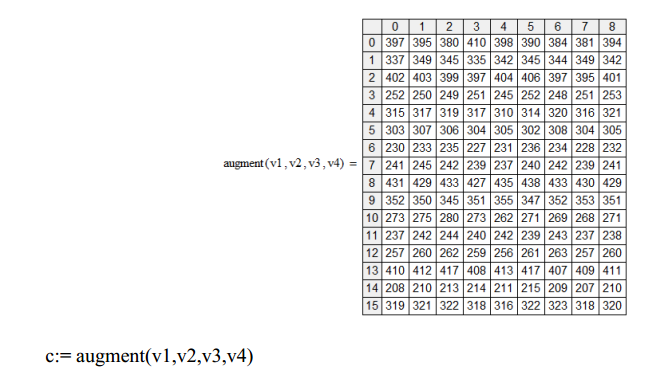 0 1 2 3 4 5 6 7 8
0 397 395 380 410 398 390 384 381 394
1 337 349 345 335 342 345 344 349 342
2 402 403 399 397 404 406 397 395 401
3 252 250 249 251 245 252 248 251 253
4 315 317 319 317 310 314 320 316 321
5 303 307 306 304 305 302 308 304 305
6 230 233 235 227 231 236 234 228 232
augment(v1,v2,v3,v4) = 7 241 245 242 239 237 240 242 239 241
8 431 429 433 427 435 438 433 430 429
9 352 350 345 351 355 347 352 353 351
10 273 275 280 273 262 271 269 268 271
11 237 242 244 240 242 239 243 237 238
12 257 260 262 259 256 261 263 257 260
13 410 412 417 408 413 417 407 409 411
14 208 210 213 214 211 215 209 207 210
15 319 321 322 318 316 322 323 318 320
c:= augment(v1,v2,v3,v4)